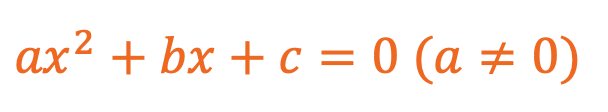 ax² + bx + c = 0 (a ≠ 0)